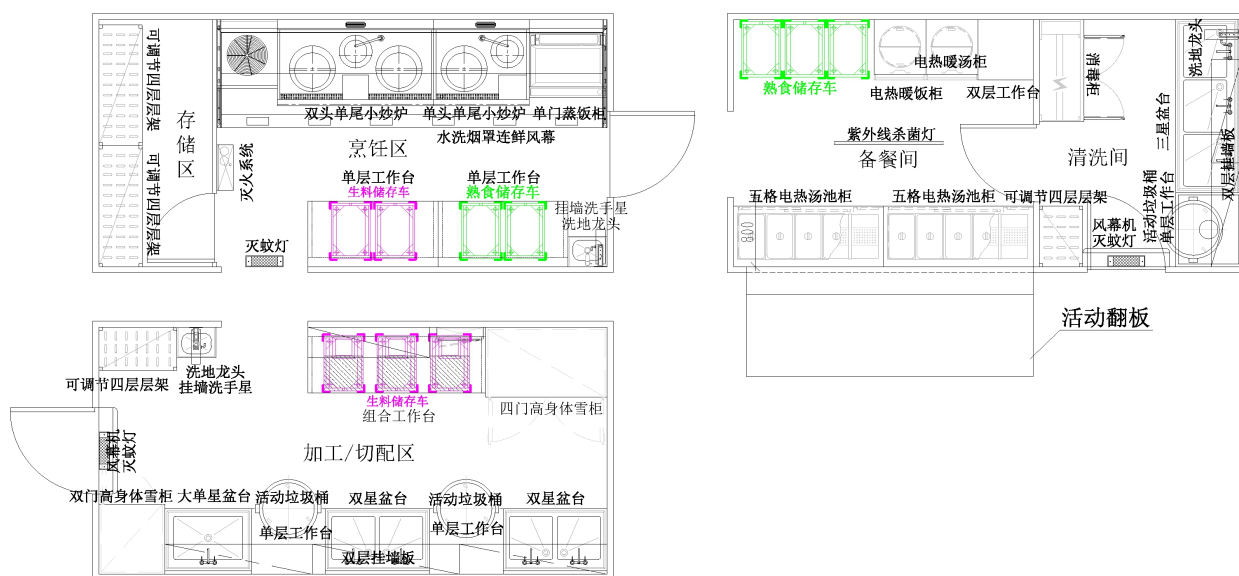 可调节四层层架
可调节四层层架
存储区
双头单尾小炒炉
单头单尾小炒炉
单门蒸饭柜
水洗烟罩连鲜风幕
烹饪区
灭火系统
单层工作台
单层工作台
生料储存车
熟食储存车
挂墙洗手星
洗地龙头
灭蚊灯
熟食储存车
电热暖汤柜
电热暖饭柜
双层工作台
消毒柜
洗地龙头
紫外线杀菌灯
备餐间
清洗间
三星盆台
双层挂墙板
五格电热汤池柜
五格电热汤池柜
可调节四层层架
800
风幕机
灭蚊灯
活动垃圾桶
单层工作台
活动翻板
可调节四层层架
洗地龙头
挂墙洗手星
生料储存车
组合工作台
四门高身体雪柜
风幕机
灭蚊灯
加工/切配区
双门高身体雪柜
大单星盆台
活动垃圾桶
双星盆台
活动垃圾桶
双星盆台
单层工作台
单层工作台
双层挂墙板